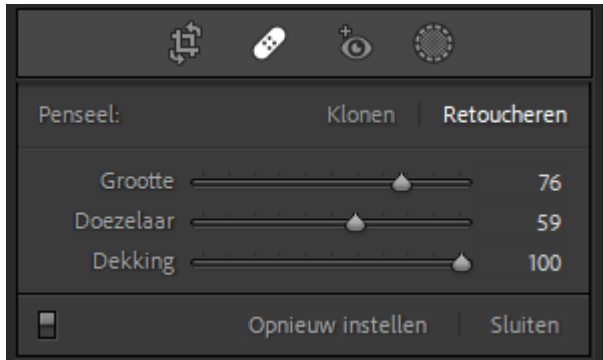 Penseel: Klonen Retoucheren
Grootte 76
Doezelaar 59
Dekking 100
Opnieuw instellen Sluiten